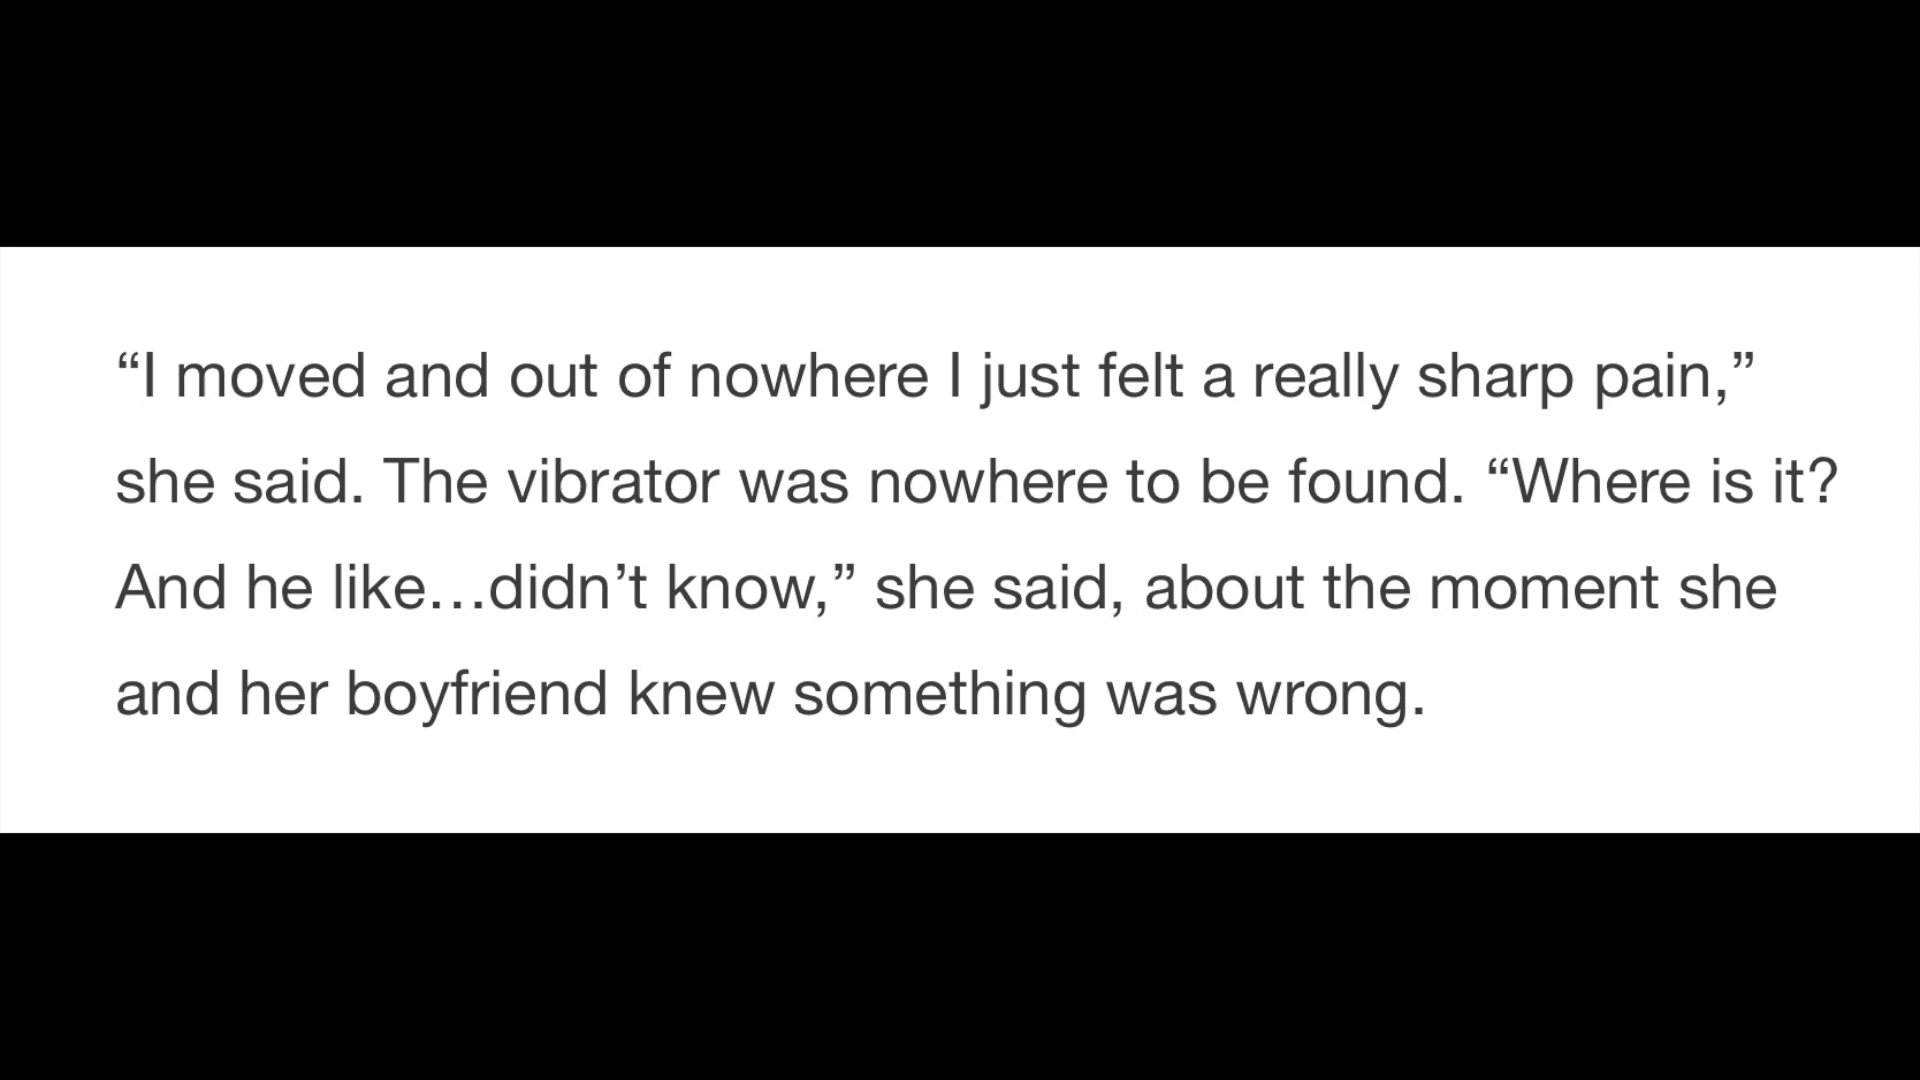 “I moved and out of nowhere I just felt a really sharp pain,”
she said. The vibrator was nowhere to be found. “Where is it?
And he like…didn’t know,” she said, about the moment she
and her boyfriend knew something was wrong.